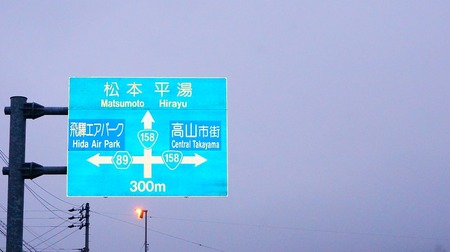 松本 平湯
Matsumoto Hirayu
飛騨エアパーク
Hida Air Park
158
高山市街
Central Takayama
89
158
300m